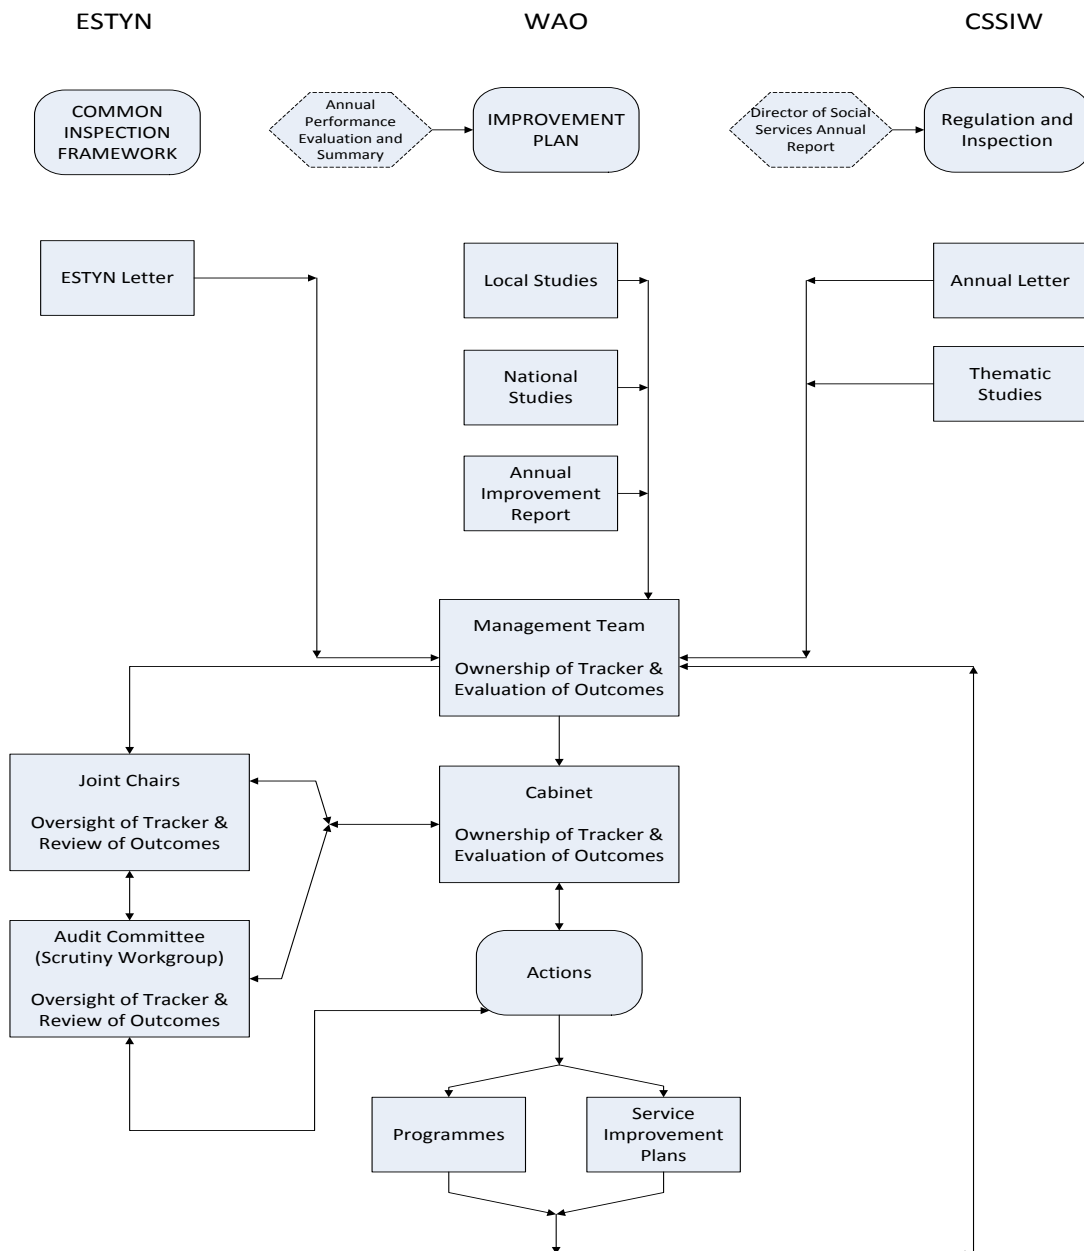 ESTYN
WAO
CSSIW
COMMON
INSPECTION
FRAMEWORK
Annual
Performance
Evaluation and
Summary
IMPROVEMENT
PLAN
Director of Social
Services Annual
Report
Regulation and
Inspection
ESTYN Letter
Local Studies
Annual Letter
National
Studies
Thematic
Studies
Annual
Improvement
Report
Management Team
Ownership of Tracker &
Evaluation of Outcomes
Joint Chairs
Oversight of Tracker &
Review of Outcomes
Cabinet
Ownership of Tracker &
Evaluation of Outcomes
Audit Committee
(Scrutiny Workgroup)
Oversight of Tracker &
Review of Outcomes
Actions
Programmes
Service
Improvement
Plans